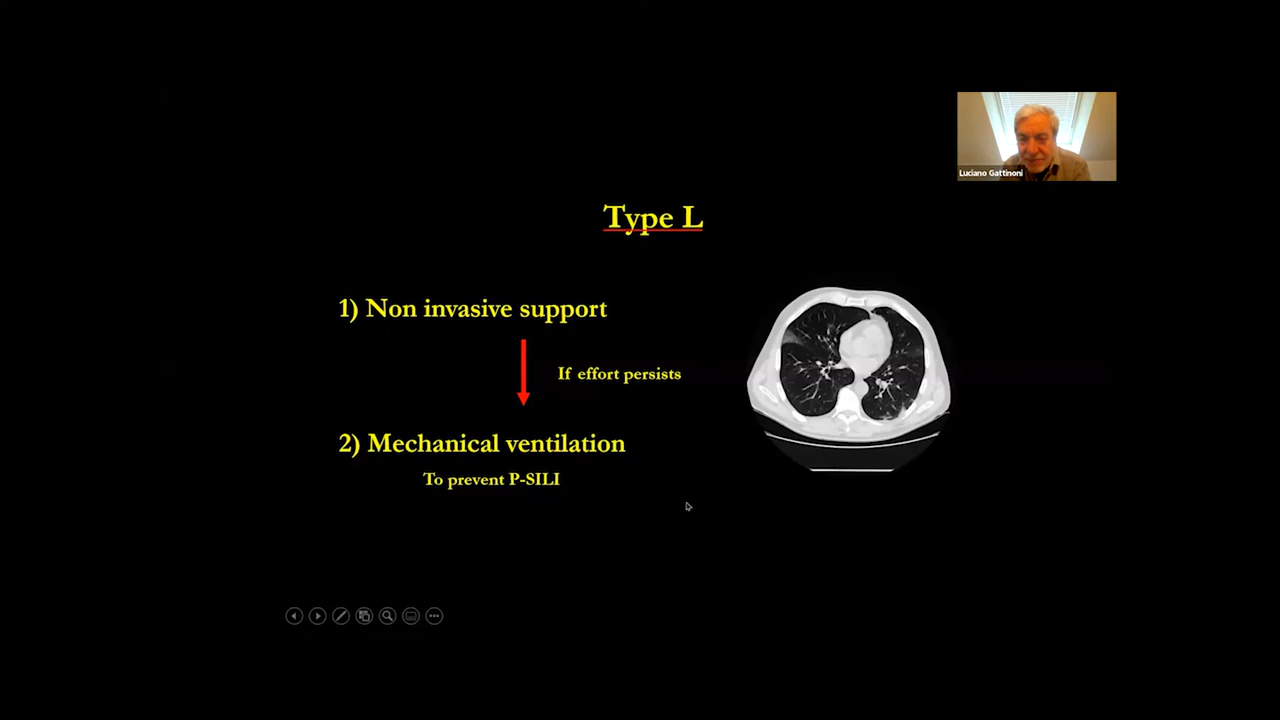 Luciano Gattinoni
Type L
1) Non invasive support
If effort persists
2) Mechanical ventilation
To prevent P-SILI